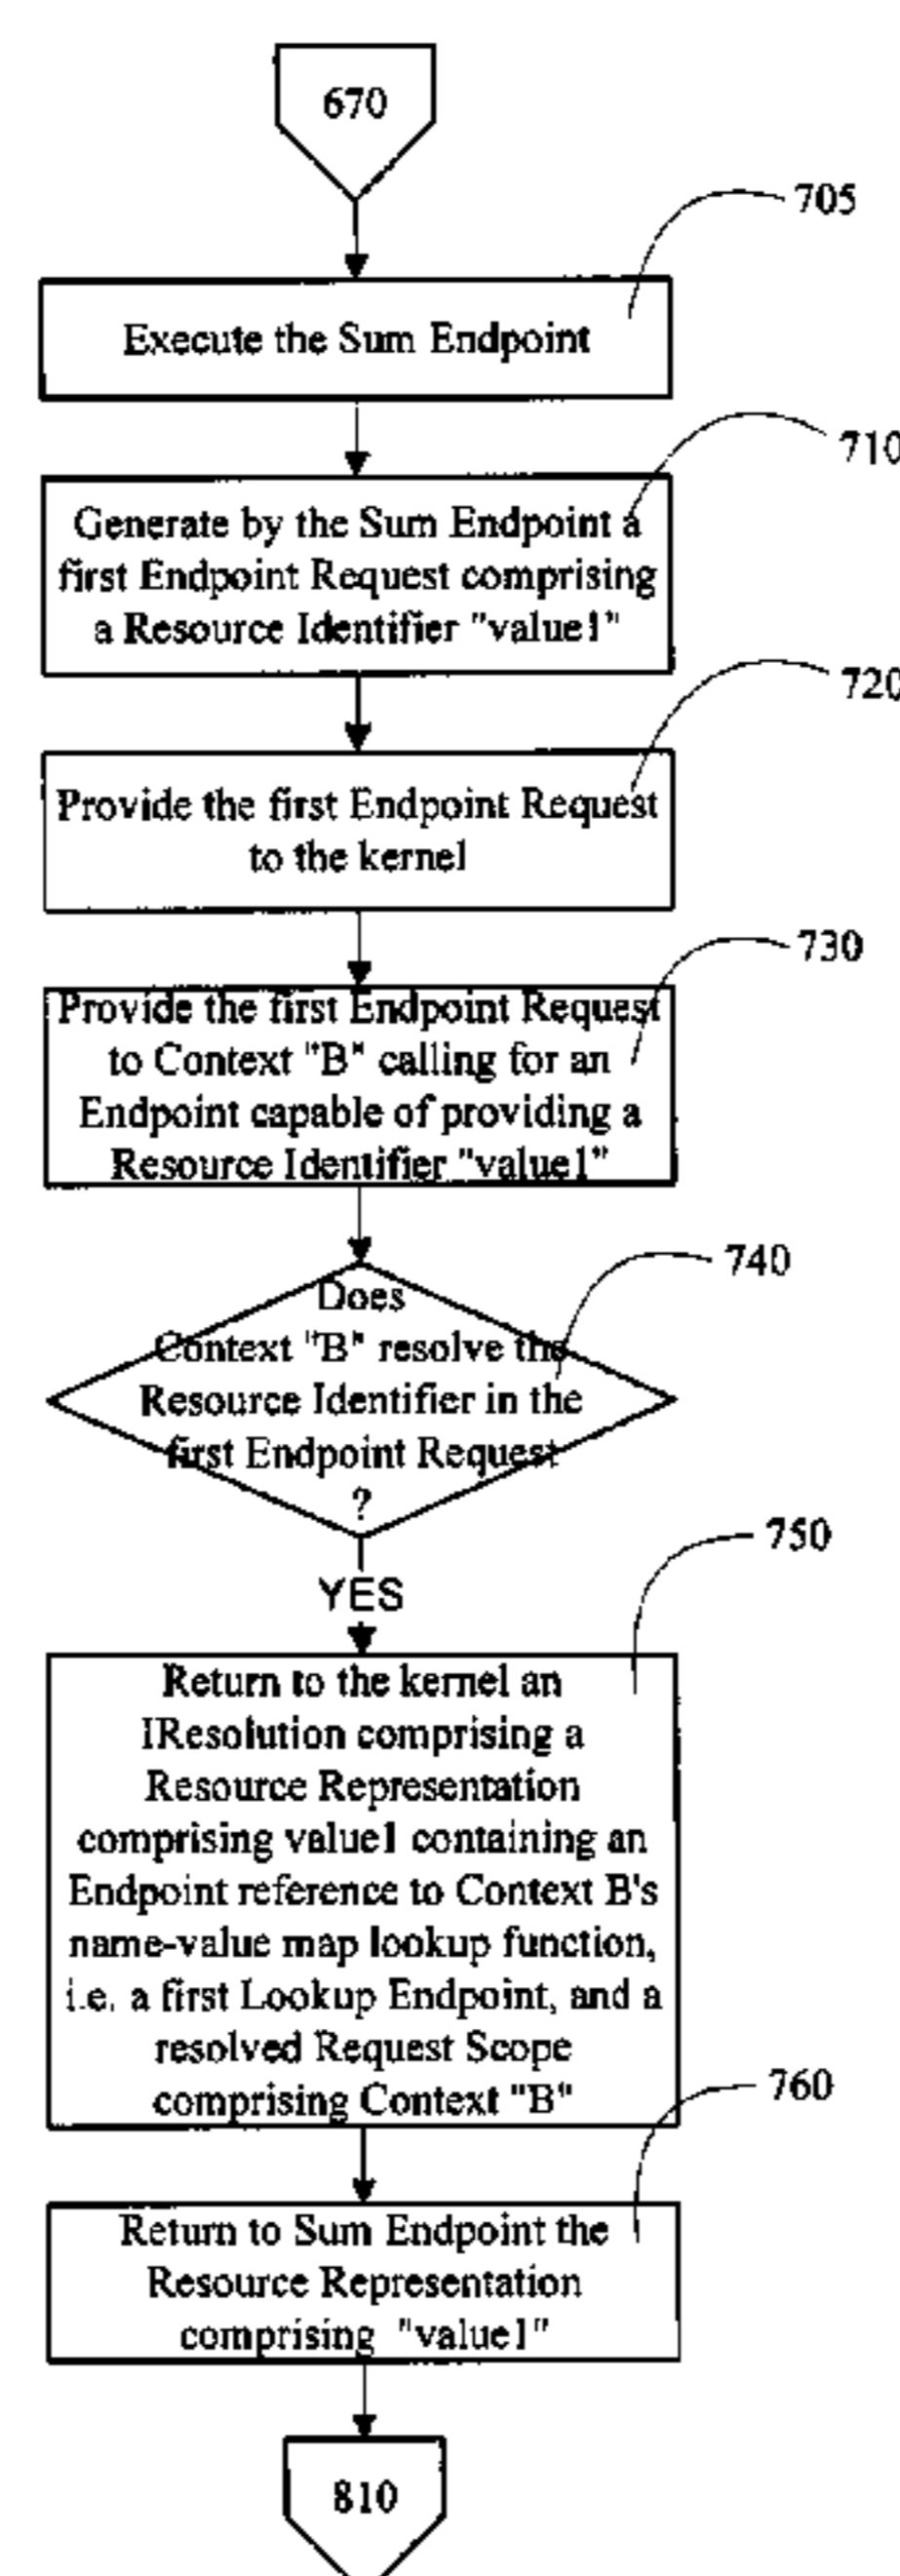 670
705
Execute the Sum Endpoint
710
Generate by the Sum Endpoint a
first Endpoint Request comprising
a Resource Identifier "value1"
720
Provide the first Endpoint Request
to the kernel
730
Provide the first Endpoint Request
to Context "B" calling for an
Endpoint capable of providing a
Resource Identifier "value1"
740
Does
Context "B" resolve the
Resource Identifier in the
first Endpoint Request
?
YES
750
Return to the kernel an
IResolution comprising a
Resource Representation
comprising value1 containing an
Endpoint reference to Context B's
name-value map lookup function,
i.e. a first Lookup Endpoint, and a
resolved Request Scope
comprising Context "B"
760
Return to Sum Endpoint the
Resource Representation
comprising "value1"
810